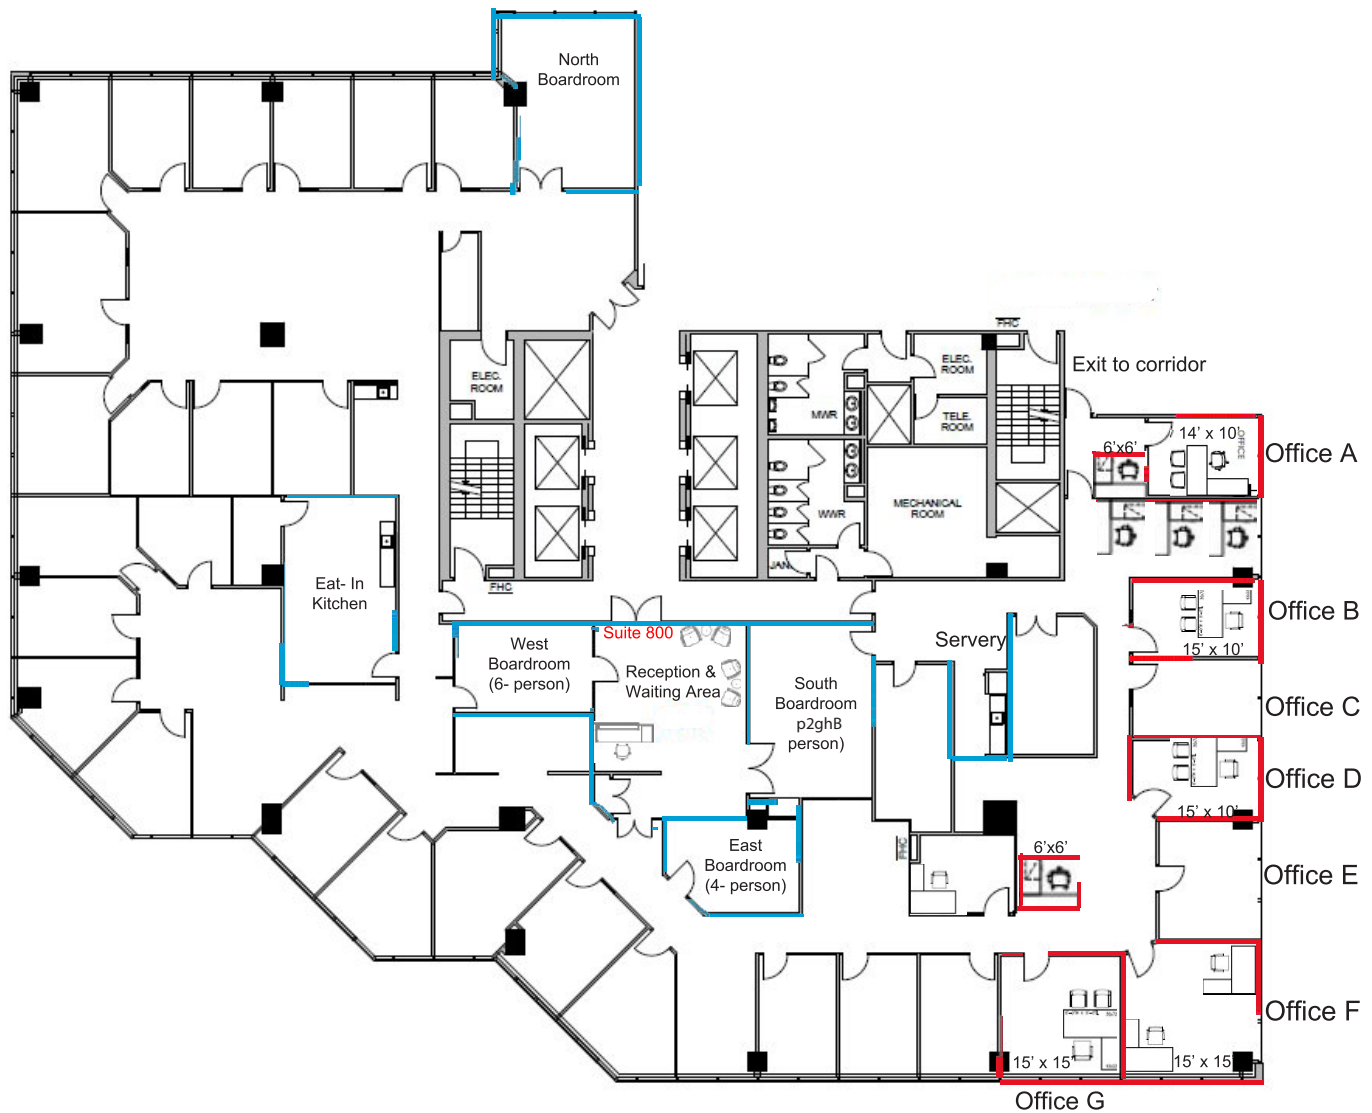 North
Boardroom
FHC
ELEC.
ROOM
ELEC.
ROOM
Exit to corridor
MWR
TELE.
ROOM
6'x6'
14' x 10'
OFFICE
Office A
MECHANICAL
ROOM
WWR
JAN.
FHC
Eat- In
Kitchen
Office B
15' x 10'
Suite 800
Servery
West
Boardroom
(6- person)
Reception &
Waiting Area
South
Boardroom
p2ghB
person)
Office C
Office D
15' x 10'
FHC
6'x6'
East
Boardroom
(4- person)
Office E
Office F
15' x 15'
15' x 15'
Office G